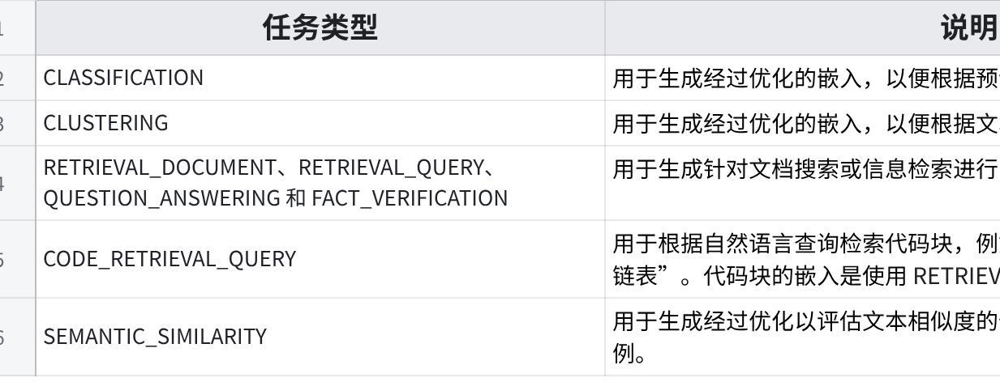 1 任务类型 说明
2 CLASSIFICATION 用于生成经过优化的嵌入，以便根据预
3 CLUSTERING 用于生成经过优化的嵌入，以便根据文
4 RETRIEVAL_DOCUMENT、RETRIEVAL_QUERY、 用于生成针对文档搜索或信息检索进行
QUESTION_ANSWERING 和 FACT_VERIFICATION
5 CODE_RETRIEVAL_QUERY 用于根据自然语言查询检索代码块，例
链表”。代码块的嵌入是使用 RETRIEV
6 SEMANTIC_SIMILARITY 用于生成经过优化以评估文本相似度的
例。